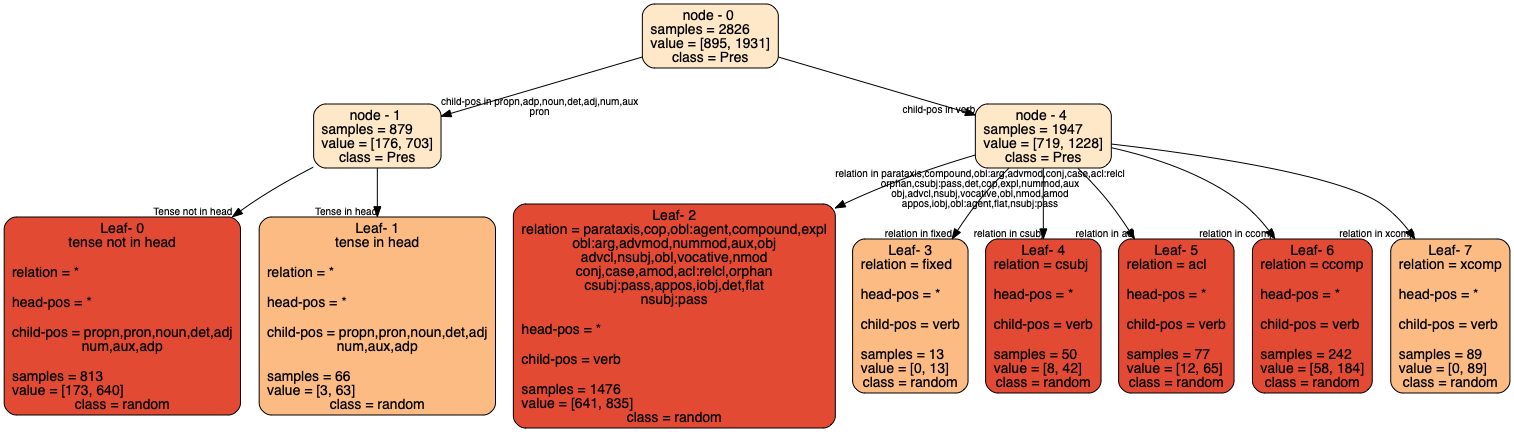 node - 0
samples = 2826
value = [895, 1931]
class = Pres
child-pos in propn,adp,noun,det,adj,num,aux
pron
child-pos in verb
node - 1
samples = 879
value = [176, 703]
class = Pres
node - 4
samples = 1947
value = [719, 1228]
class = Pres
Tense not in head
Tense in head
relation in parataxis,compound,obl:arg,advmod,conj,case,acl:relcl
orphan,csubj:pass,det,cop,expl,nummod,aux
obj,advcl,nsubj,vocative,obl,nmod,amod
appos,iobj,obl:agent,flat,nsubj:pass
relation in fixed
relation in csubj
relation in acl
relation in ccomp
relation in xcomp
Leaf- 0
tense not in head
relation = *
head-pos = *
child-pos = propn,pron,noun,det,adj
num,aux,adp
samples = 813
value = [173, 640]
class = random
Leaf- 1
tense in head
relation = *
head-pos = *
child-pos = propn,pron,noun,det,adj
num,aux,adp
samples = 66
value = [3, 63]
class = random
Leaf- 2
relation = parataxis,cop,obl:agent,compound,expl
obl:arg,advmod,nummod,aux,obj
advcl,nsubj,obl,vocative,nmod
conj,case,amod,acl:relcl,orphan
csubj:pass,appos,iobj,det,flat
nsubj:pass
head-pos = *
child-pos = verb
samples = 1476
value = [641, 835]
class = random
Leaf- 3
relation = fixed
head-pos = *
child-pos = verb
samples = 13
value = [0, 13]
class = random
Leaf- 4
relation = csubj
head-pos = *
child-pos = verb
samples = 50
value = [8, 42]
class = random
Leaf- 5
relation = acl
head-pos = *
child-pos = verb
samples = 77
value = [12, 65]
class = random
Leaf- 6
relation = ccomp
head-pos = *
child-pos = verb
samples = 242
value = [58, 184]
class = random
Leaf- 7
relation = xcomp
head-pos = *
child-pos = verb
samples = 89
value = [0, 89]
class = random